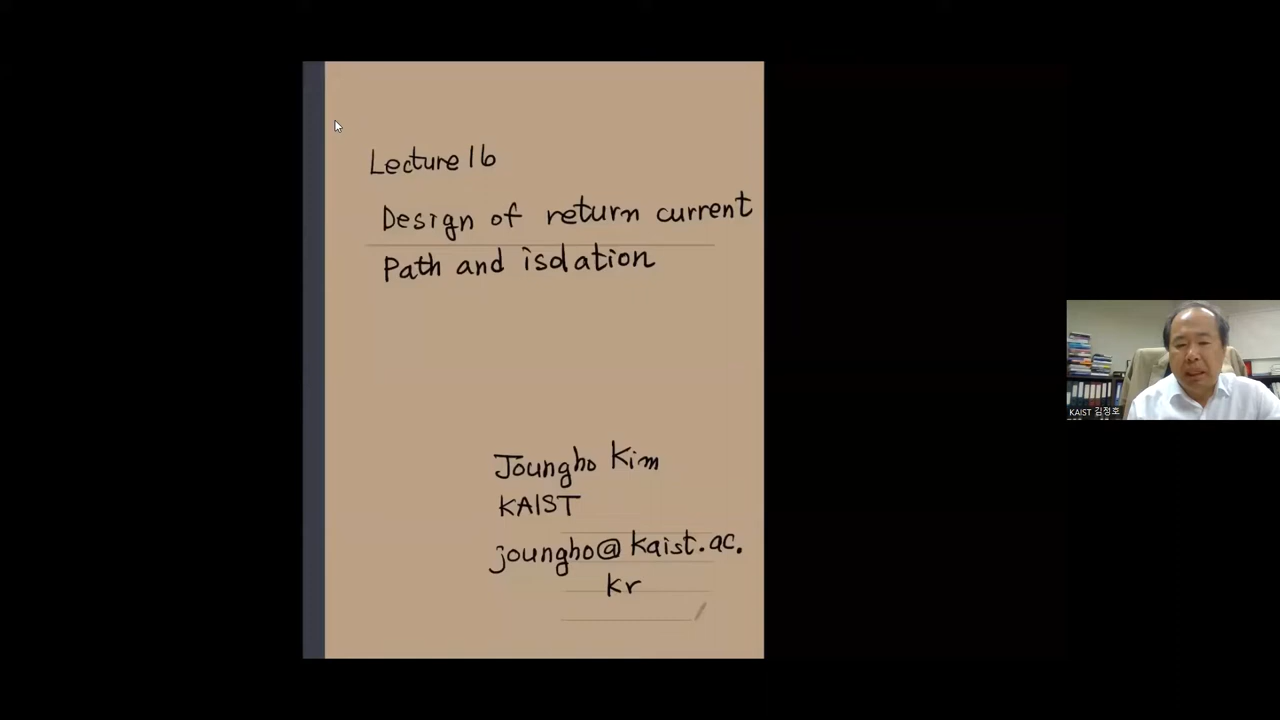 Lecture 16
Design of return current
Path and isolation
Joungho Kim
KAIST
joungho@kaist.ac.
kr
KAIST 김정호